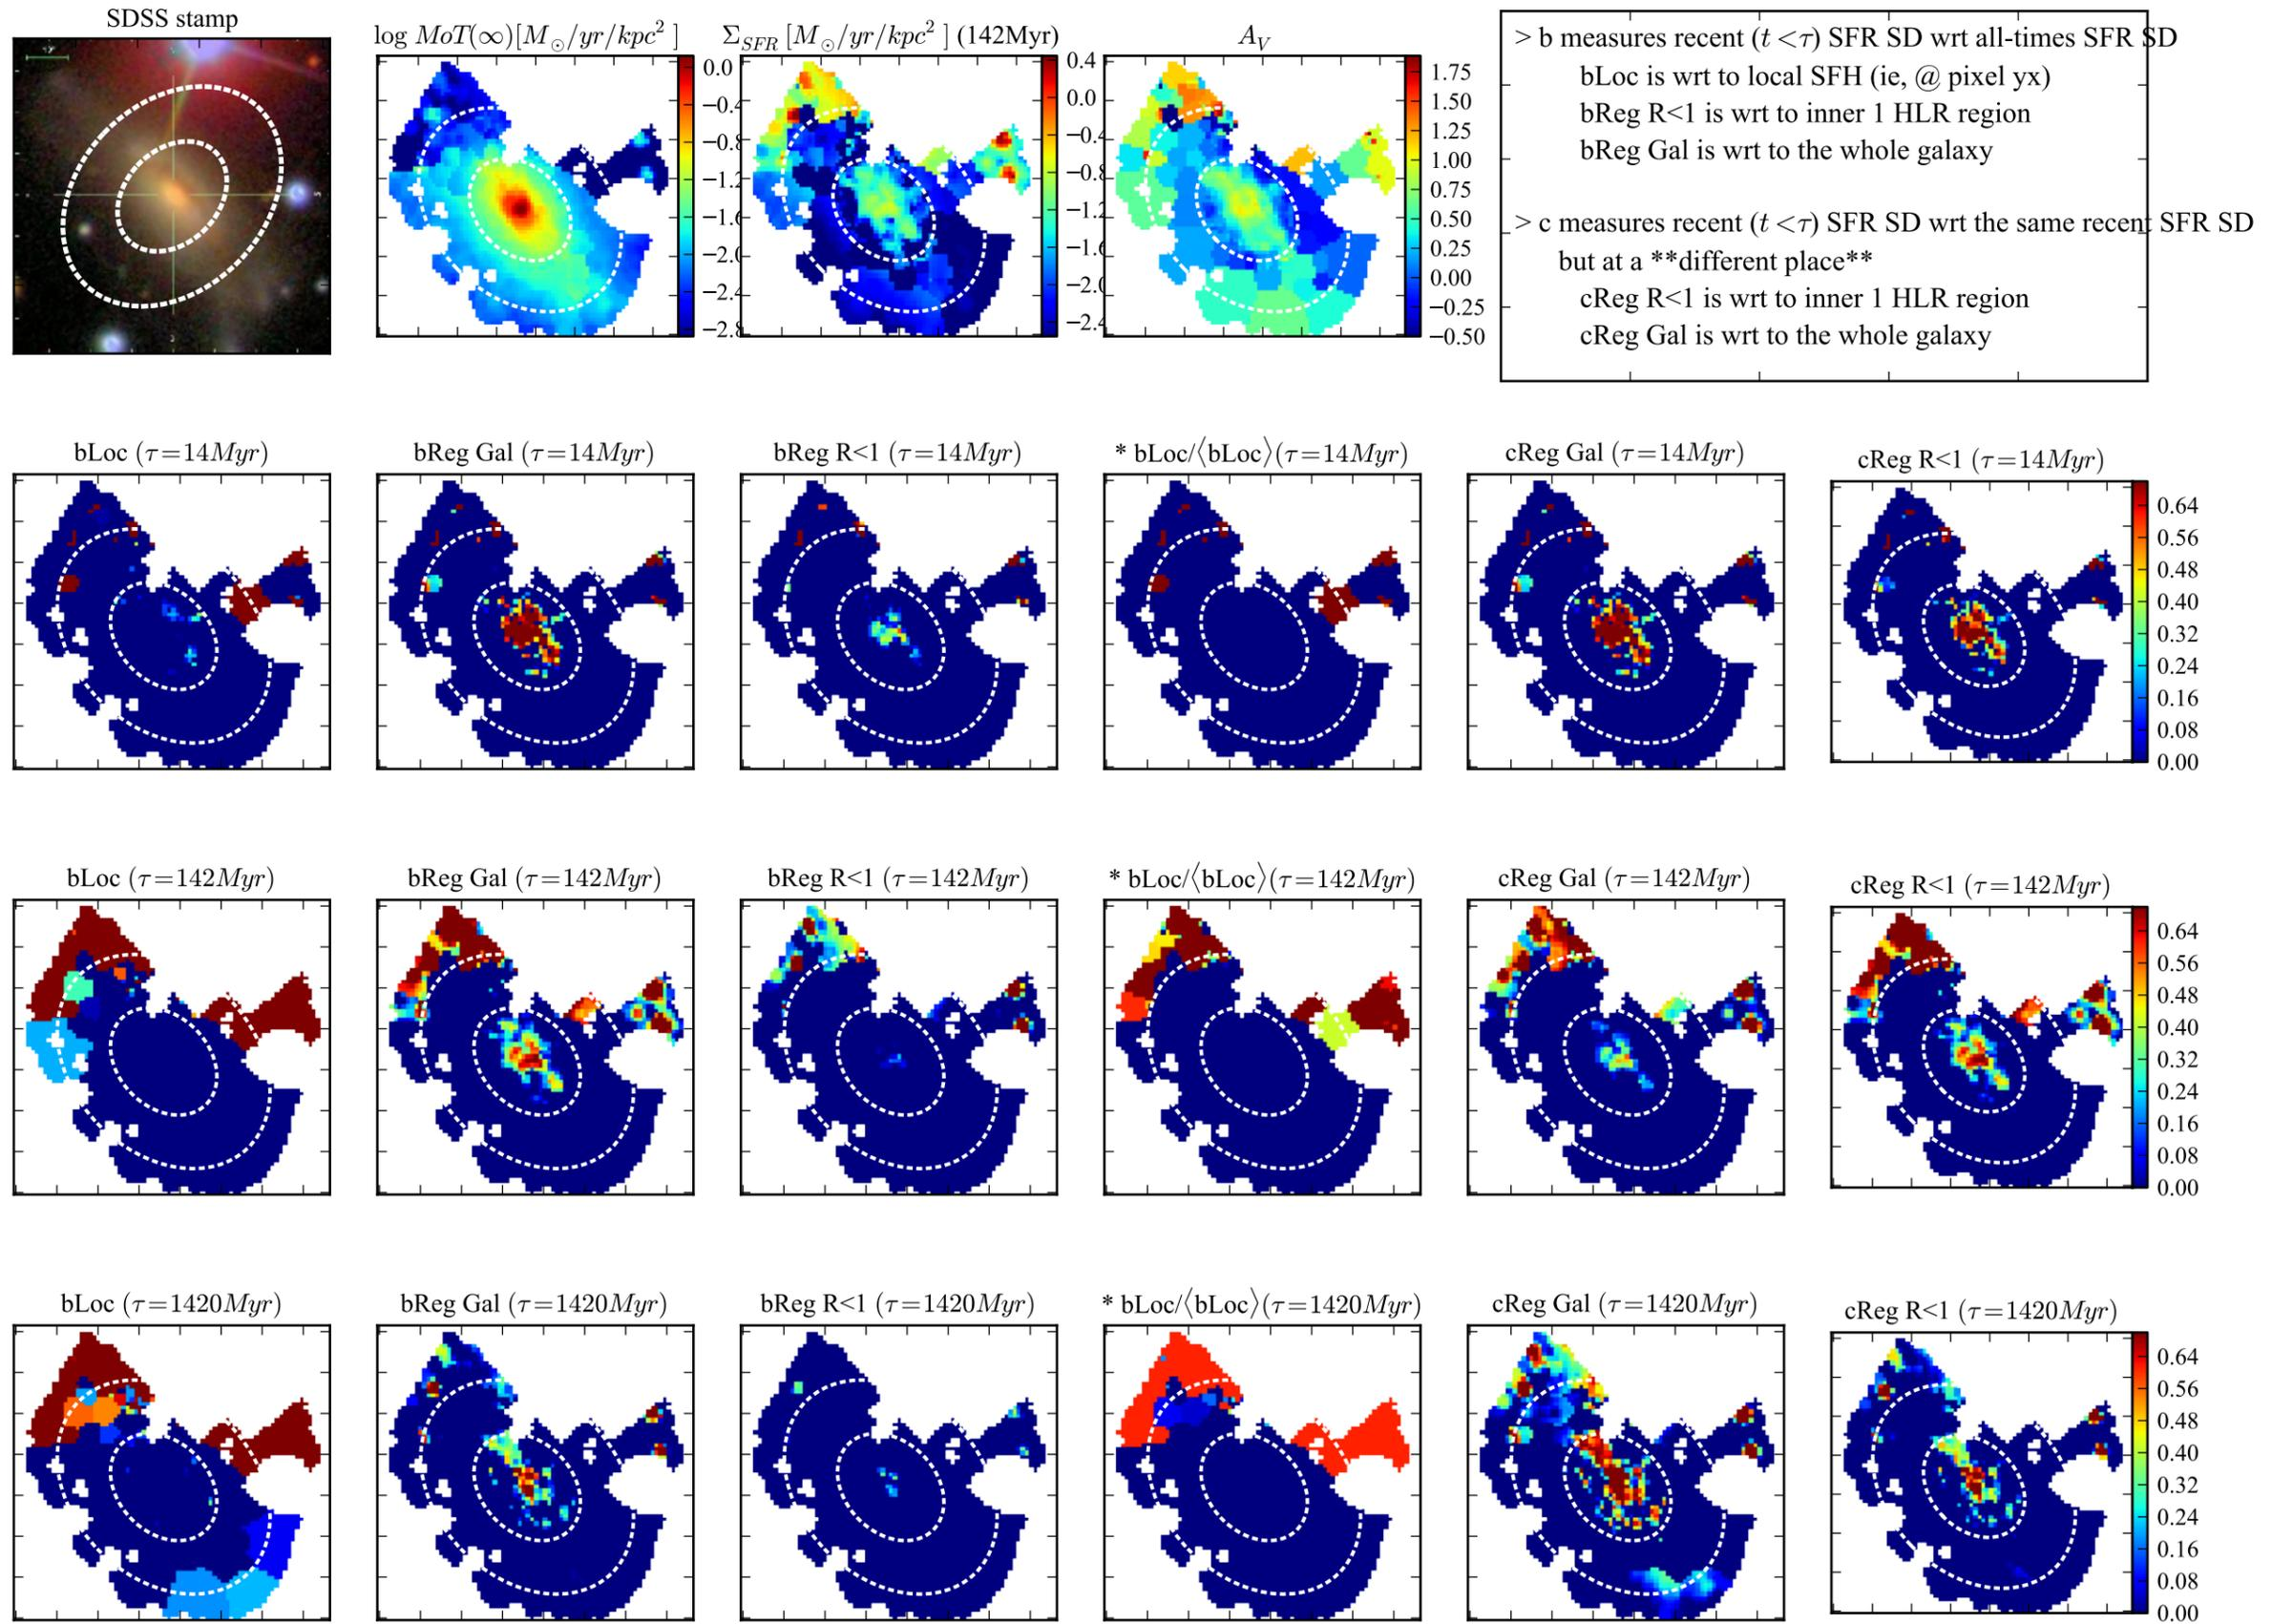 SDSS stamp
log MoT(∞)[M⊙/yr/kpc² ]
Σ_SFR [M⊙/yr/kpc² ] (142Myr)
A_V
0.0
−0.4
−0.8
−1.2
−1.6
−2.0
−2.4
−2.8
0.4
0.0
−0.4
−0.8
−1.2
−1.6
−2.0
−2.4
1.75
1.50
1.25
1.00
0.75
0.50
0.25
0.00
−0.25
−0.50
> b measures recent (t <τ) SFR SD wrt all-times SFR SD
bLoc is wrt to local SFH (ie, @ pixel yx)
bReg R<1 is wrt to inner 1 HLR region
bReg Gal is wrt to the whole galaxy
> c measures recent (t <τ) SFR SD wrt the same recent SFR SD
but at a **different place**
cReg R<1 is wrt to inner 1 HLR region
cReg Gal is wrt to the whole galaxy
bLoc (τ=14Myr)
bReg Gal (τ=14Myr)
bReg R<1 (τ=14Myr)
* bLoc/⟨bLoc⟩(τ=14Myr)
cReg Gal (τ=14Myr)
cReg R<1 (τ=14Myr)
0.64
0.56
0.48
0.40
0.32
0.24
0.16
0.08
0.00
bLoc (τ=142Myr)
bReg Gal (τ=142Myr)
bReg R<1 (τ=142Myr)
* bLoc/⟨bLoc⟩(τ=142Myr)
cReg Gal (τ=142Myr)
cReg R<1 (τ=142Myr)
0.64
0.56
0.48
0.40
0.32
0.24
0.16
0.08
0.00
bLoc (τ=1420Myr)
bReg Gal (τ=1420Myr)
bReg R<1 (τ=1420Myr)
* bLoc/⟨bLoc⟩(τ=1420Myr)
cReg Gal (τ=1420Myr)
cReg R<1 (τ=1420Myr)
0.64
0.56
0.48
0.40
0.32
0.24
0.16
0.08
0.00